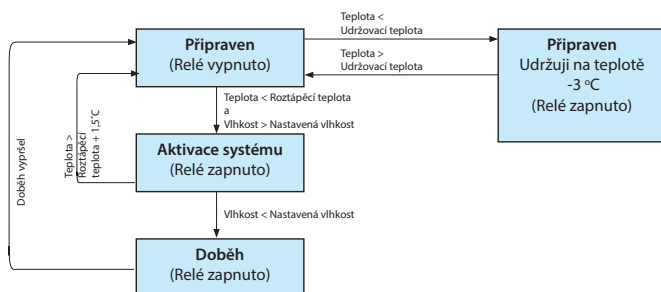 Teplota <
Udržovací teplota
Připraven
(Relé vypnuto)
Teplota >
Udržovací teplota
Připraven
Udržuji na teplotě
-3 °C
(Relé zapnuto)
Teplota < Roztápěcí teplota
a
Vlhkost > Nastavená vlhkost
Doběh vypršel
Teplota >
Roztápěcí
teplota + 1,5°C
Aktivace systému
(Relé zapnuto)
Vlhkost < Nastavená vlhkost
Doběh
(Relé zapnuto)